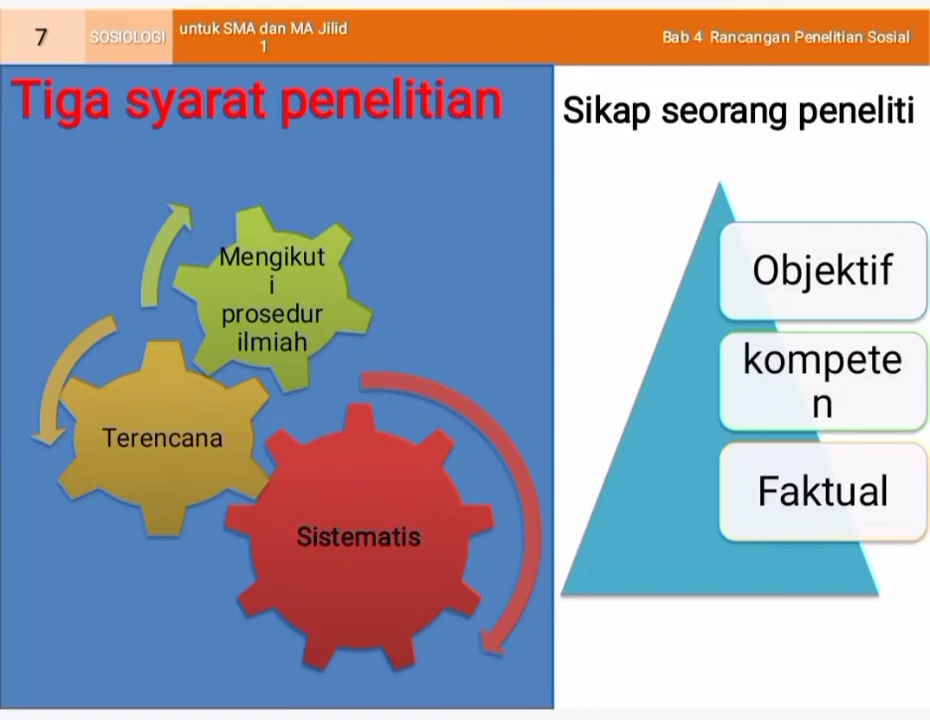 7
SOSIOLOGI
untuk SMA dan MA Jilid
1
Bab 4 Rancangan Penelitian Sosial
Tiga syarat penelitian
Mengikut
i
prosedur
ilmiah
Terencana
Sistematis
Sikap seorang peneliti
Objektif
kompete
n
Faktual